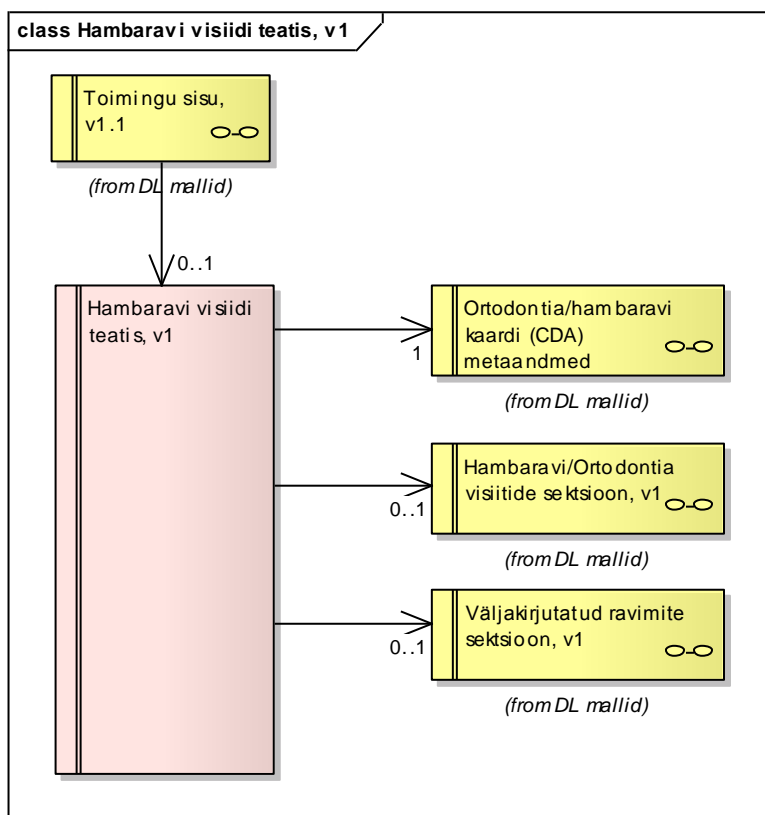 class Hambaravi visiidi teatis, v1
Toimingu sisu,
v1.1
(from DL mallid)
0..1
Hambaravi visiidi
teatis, v1
Ortodontia/hambaravi
kaardi (CDA)
metaandmed
1
(from DL mallid)
Hambaravi/Ortodontia
visiitide sektsioon, v1
0..1
(from DL mallid)
Väljakirjutatud ravimite
sektsioon, v1
0..1
(from DL mallid)